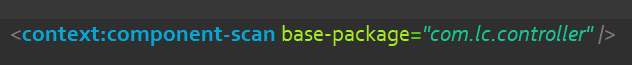 <context:component-scan base-package="com.lc.controller" />